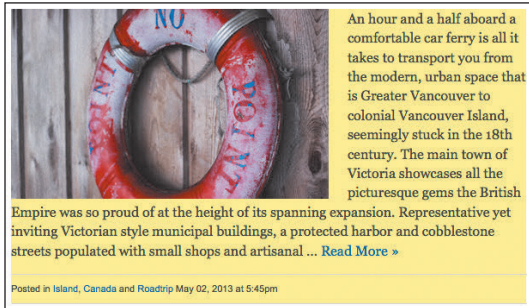 NO
POINT
POINT
An hour and a half aboard a
comfortable car ferry is all it
takes to transport you from
the modern, urban space that
is Greater Vancouver to
colonial Vancouver Island,
seemingly stuck in the 18th
century. The main town of
Victoria showcases all the
picturesque gems the British
Empire was so proud of at the height of its spanning expansion. Representative yet
inviting Victorian style municipal buildings, a protected harbor and cobblestone
streets populated with small shops and artisanal ... Read More »
Posted in Island, Canada and Roadtrip May 02, 2013 at 5:45pm